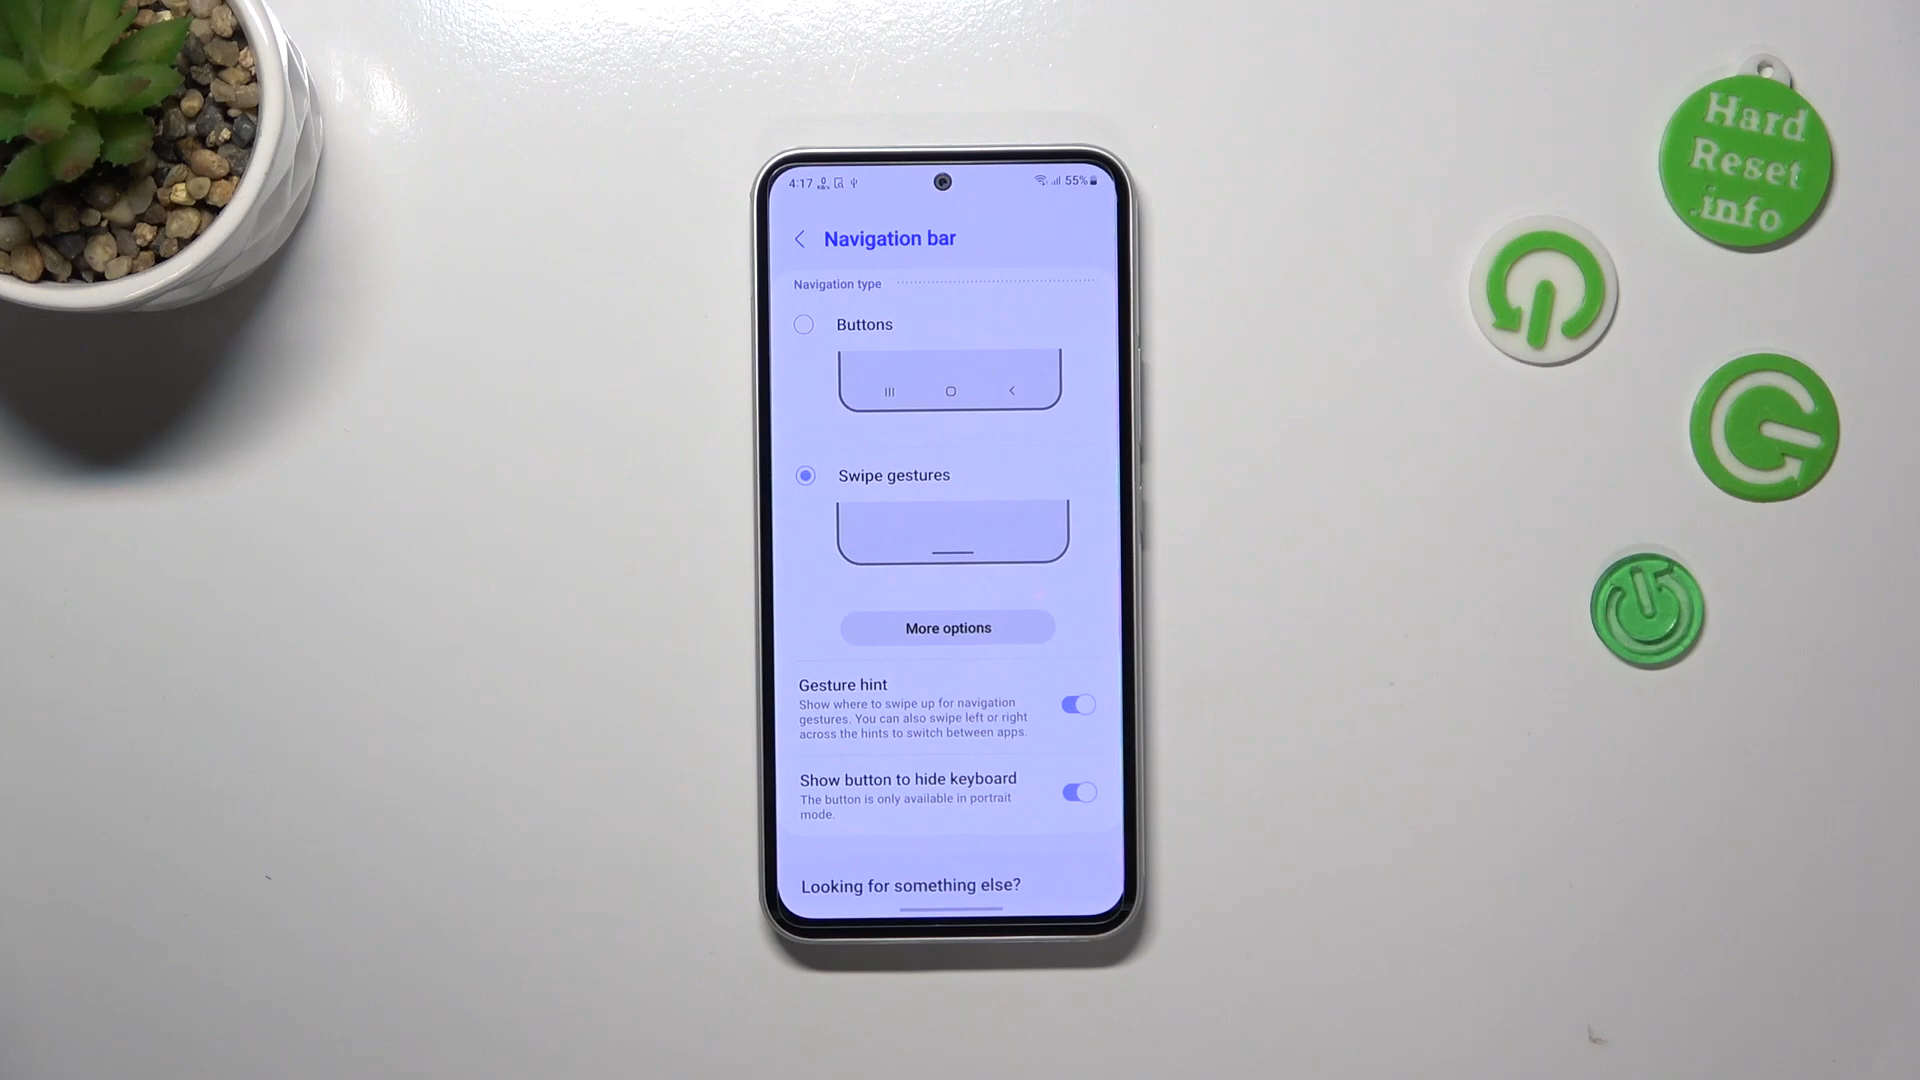 4:17
55%
Navigation bar
Navigation type
Buttons
Swipe gestures
More options
Gesture hint
Show where to swipe up for navigation
gestures. You can also swipe left or right
across the hints to switch between apps.
Show button to hide keyboard
The button is only available in portrait
mode.
Looking for something else?
Hard
Reset
info